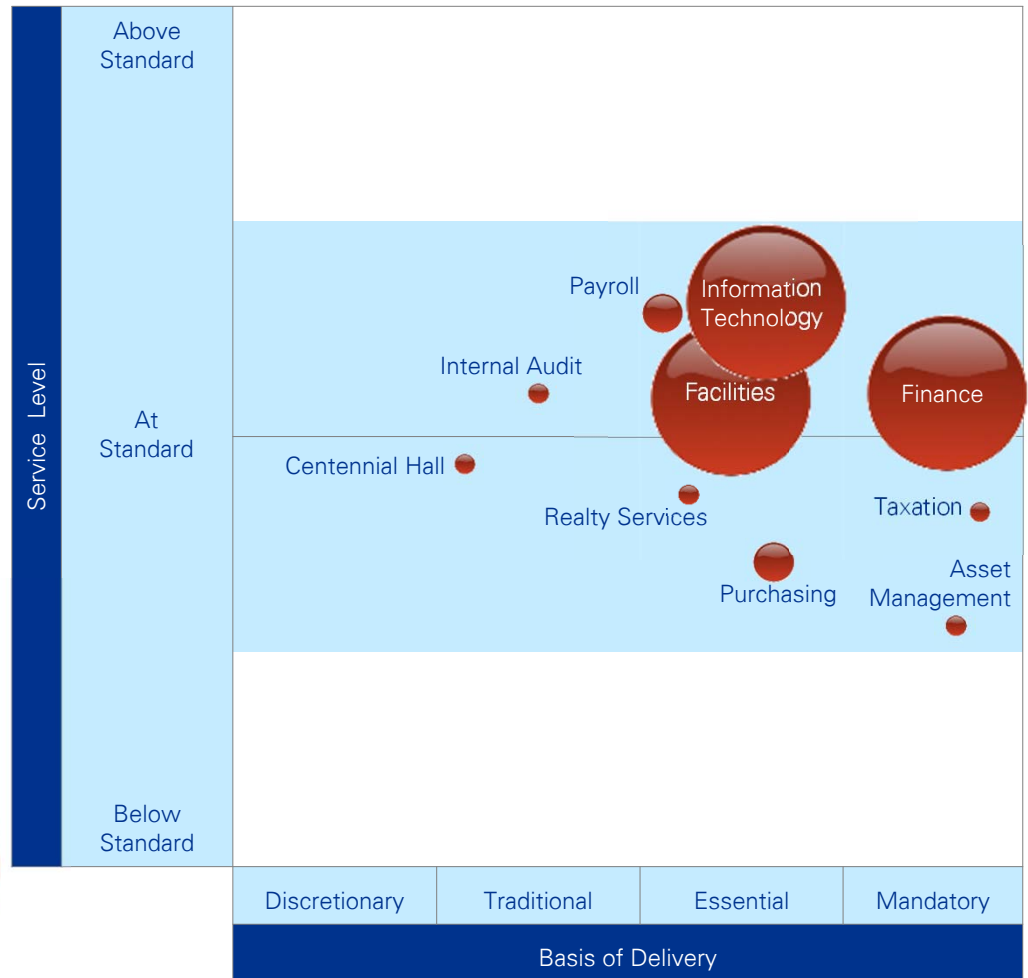 Service Level
Above
Standard
At
Standard
Below
Standard
Payroll
Information
Technology
Internal Audit
Facilities
Finance
Centennial Hall
Realty Services
Taxation
Purchasing
Asset
Management
Discretionary
Traditional
Essential
Mandatory
Basis of Delivery